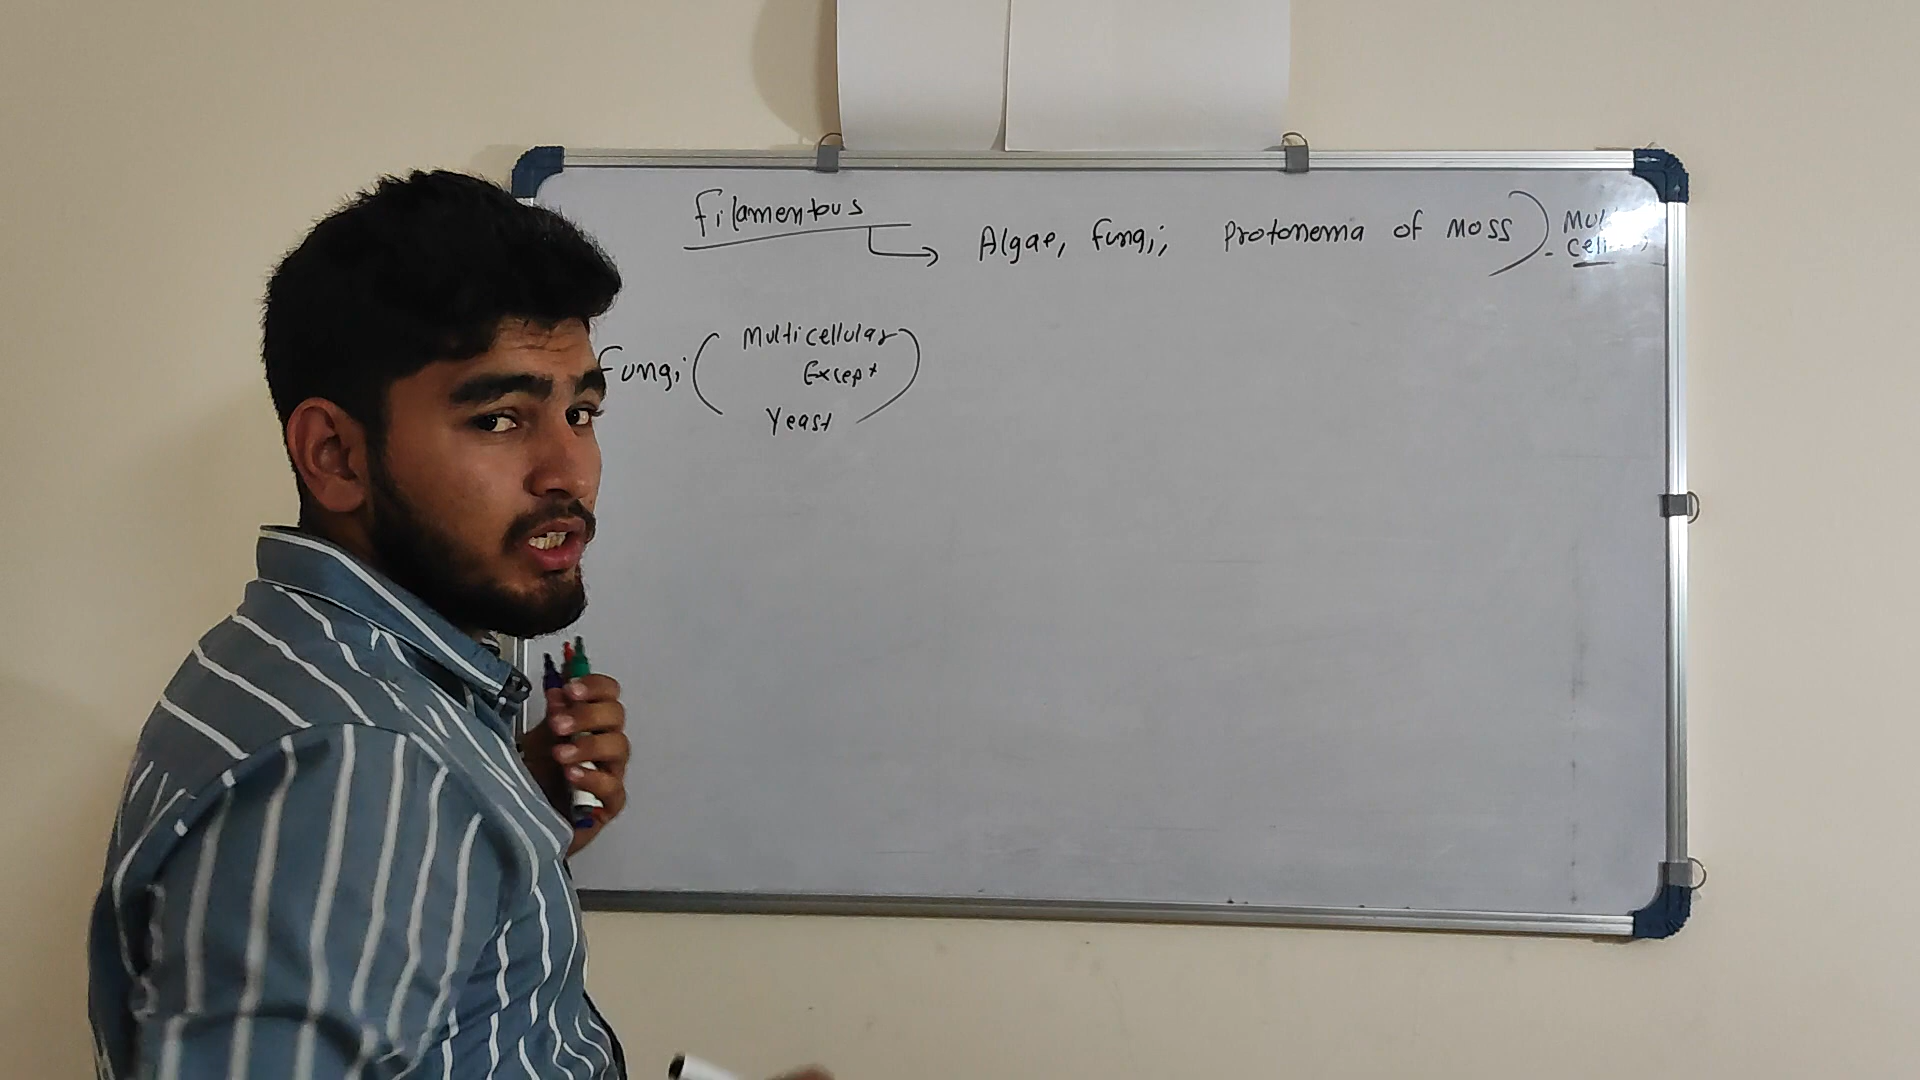 Filamentous
Algae, Fungi; Protonema of Moss)
Fungi (Multicellular
Except
Yeast)